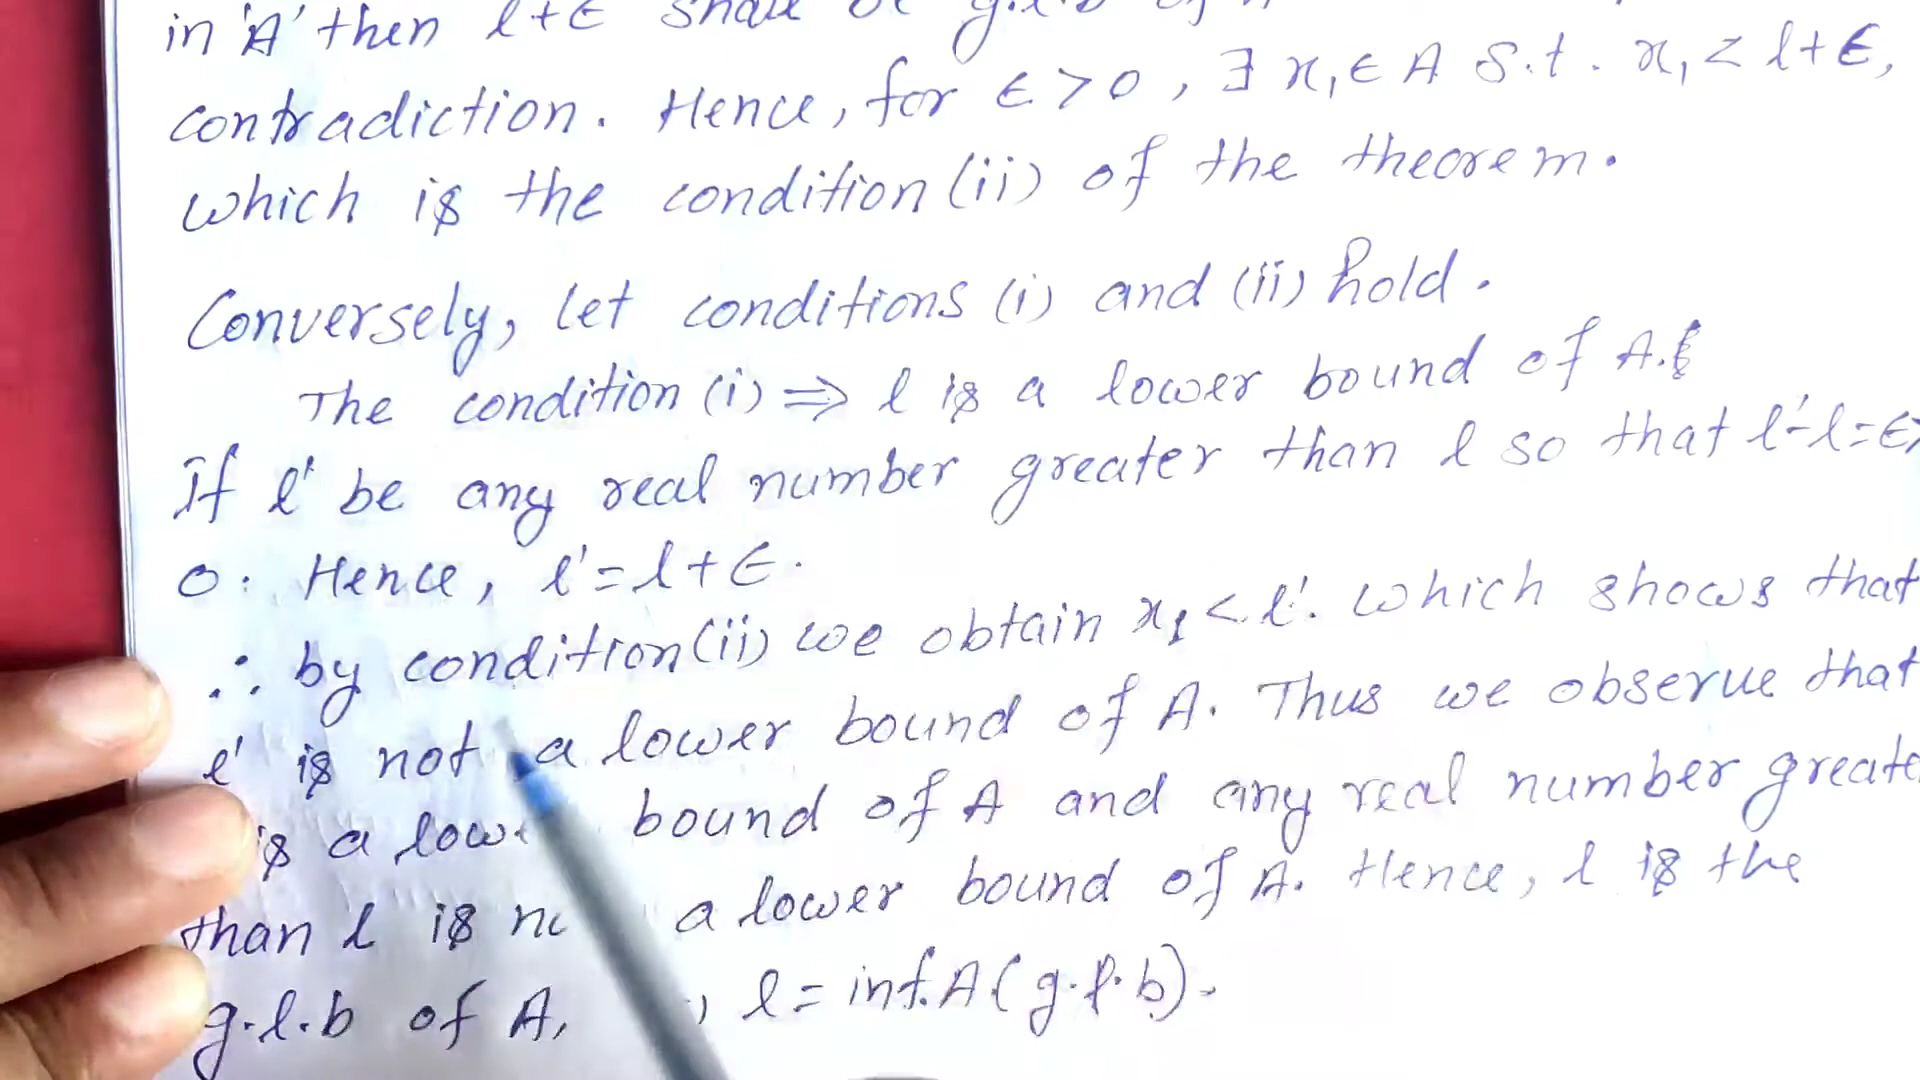 in 'A' then l+ϵ shall be g.l.b of
contradiction. Hence, for ϵ>0, ∃ x₁ϵ A S.t. x₁< l+ϵ,
which is the condition (ii) of the theorem.
Conversely, let conditions (i) and (ii) hold.
The condition (i) ⇒ l is a lower bound of A.
If l' be any real number greater than l so that l'-l=ϵ>
0. Hence, l'=l+ϵ.
∴ by condition (ii) we obtain x₁<l'. which shows that
l' is not a lower bound of A. Thus we observe that
is a lowe bound of A and any real number greate
than l is no a lower bound of A. Hence, l is the
g.l.b of A, , l = inf.A(g.l.b).